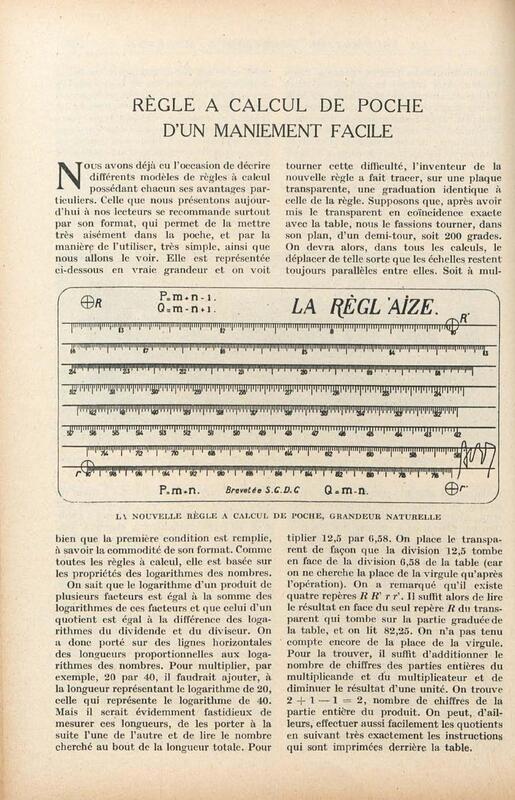 RÈGLE A CALCUL DE POCHE
D'UN MANIEMENT FACILE
Nous avons déjà eu l'occasion de décrire
différents modèles de règles à calcul
possédant chacun ses avantages par-
ticuliers. Celle que nous présentons aujour-
d'hui à nos lecteurs se recommande surtout
par son format, qui permet de la mettre
très aisément dans la poche, et par la
manière de l'utiliser, très simple, ainsi que
nous allons le voir. Elle est représentée
ci-dessous en vraie grandeur et on voit
tourner cette difficulté, l'inventeur de la
nouvelle règle a fait tracer, sur une plaque
transparente, une graduation identique à
celle de la règle. Supposons que, après avoir
mis le transparent en coïncidence exacte
avec la table, nous le fassions tourner, dans
son plan, d'un demi-tour, soit 200 grades.
On devra alors, dans tous les calculs, le
déplacer de telle sorte que les échelles restent
toujours parallèles entre elles. Soit à mul-
R
P=m+n-1.
Q=m-n+1.
LA RÈGL'AIZE.
R'
r
P=m+n.
Brevetée S.G.D.G
Q=m-n.
r'
LA NOUVELLE RÈGLE A CALCUL DE POCHE, GRANDEUR NATURELLE
bien que la première condition est remplie,
à savoir la commodité de son format. Comme
toutes les règles à calcul, elle est basée sur
les propriétés des logarithmes des nombres.
On sait que le logarithme d'un produit de
plusieurs facteurs est égal à la somme des
logarithmes de ces facteurs et que celui d'un
quotient est égal à la différence des loga-
rithmes du dividende et du diviseur. On
a donc porté sur des lignes horizontales
des longueurs proportionnelles aux loga-
rithmes des nombres. Pour multiplier, par
exemple, 20 par 40, il faudrait ajouter, à
la longueur représentant le logarithme de 20,
celle qui représente le logarithme de 40.
Mais il serait évidemment fastidieux de
mesurer ces longueurs, de les porter à la
suite l'une de l'autre et de lire le nombre
cherché au bout de la longueur totale. Pour
tiplier 12,5 par 6,58. On place le transpa-
rent de façon que la division 12,5 tombe
en face de la division 6,58 de la table (car
on ne cherche la place de la virgule qu'après
l'opération). On a remarqué qu'il existe
quatre repères R R' r r'. Il suffit alors de lire
le résultat en face du seul repère R du trans-
parent qui tombe sur la partie graduée de
la table, et on lit 82,25. On n'a pas tenu
compte encore de la place de la virgule.
Pour la trouver, il suffit d'additionner le
nombre de chiffres des parties entières du
multiplicande et du multiplicateur et de
diminuer le résultat d'une unité. On trouve
2 + 1 — 1 = 2, nombre de chiffres de la
partie entière du produit. On peut, d'ail-
leurs, effectuer aussi facilement les quotients
en suivant très exactement les instructions
qui sont imprimées derrière la table.